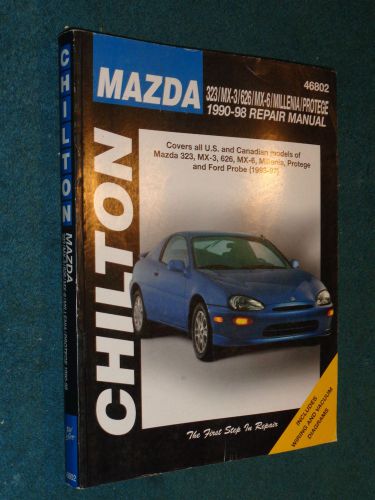 CHILTON
MAZDA
46802
MAZDA
323/MX-3/626/MX-6/MILLENIA/PROTEGE
1990-98 REPAIR MANUAL
Covers all U.S. and Canadian models of
Mazda 323, MX-3, 626, MX-6, Millenia, Protege
and Ford Probe (1993-97)
CHILTON
The First Step In Repair
INCLUDES
WIRING AND VACUUM
DIAGRAMS
46802